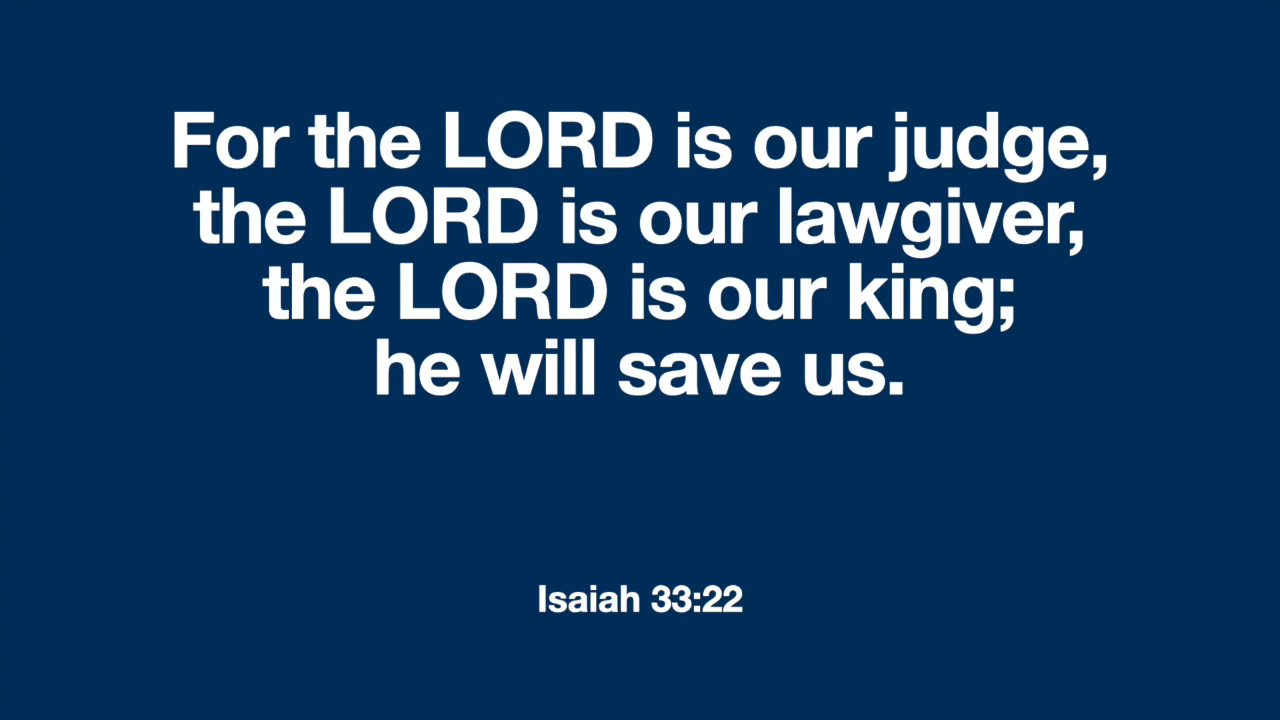 For the LORD is our judge,
the LORD is our lawgiver,
the LORD is our king;
he will save us.
Isaiah 33:22